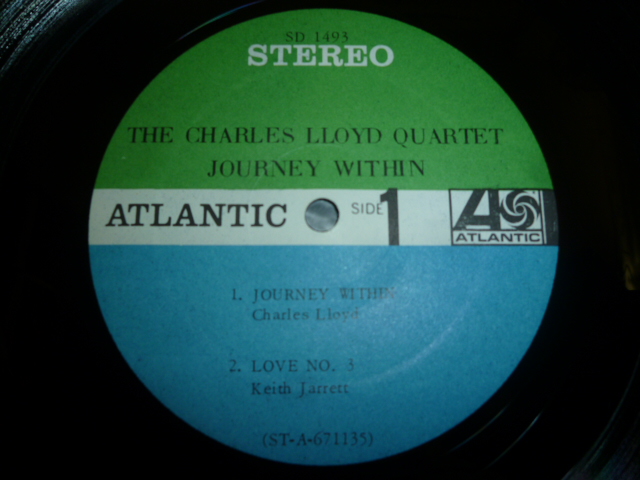 SD 1493
STEREO
THE CHARLES LLOYD QUARTET
JOURNEY WITHIN
ATLANTIC SIDE 1
ATLANTIC
1. JOURNEY WITHIN
Charles Lloyd
2. LOVE NO. 3
Keith Jarrett
(ST-A-671135)